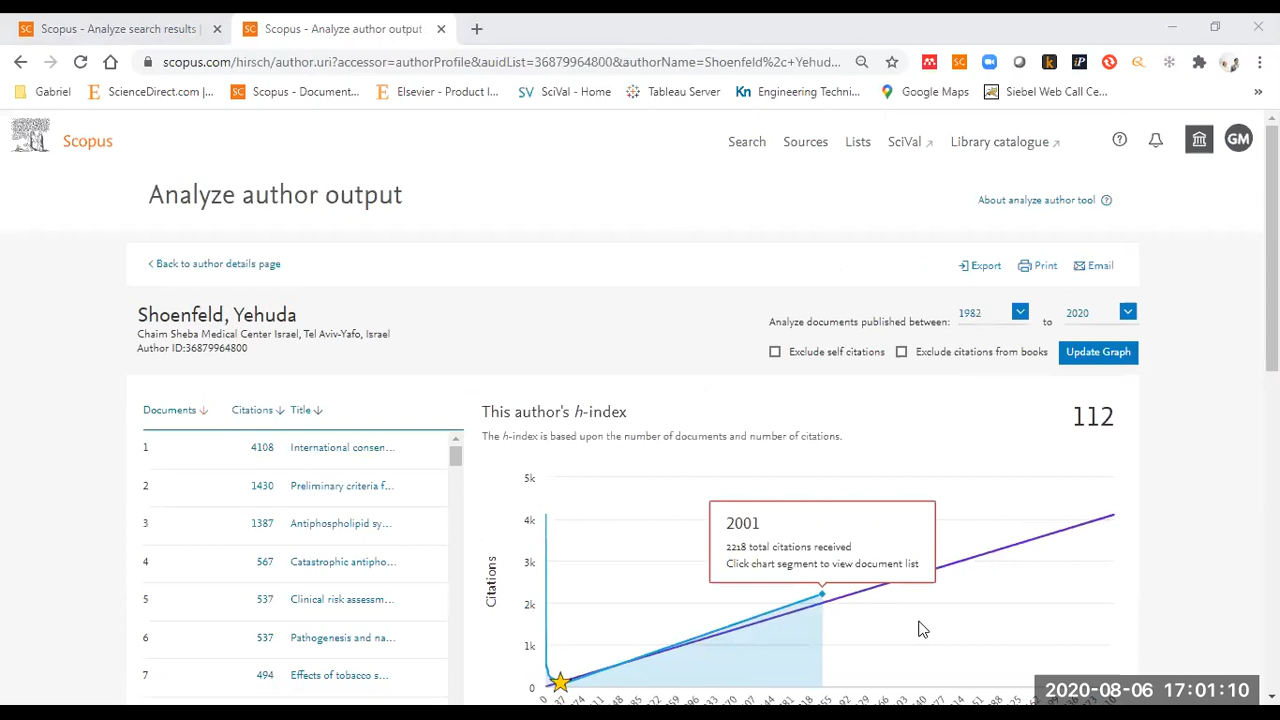 Scopus - Analyze search results |
Scopus - Analyze author output
scopus.com/hirsh/author.uri?accessor=authorProfile&auidList=36879964800&authorName=Shoenfeld%2c+Yehud...
Gabriel
ScienceDirect.com |...
Scopus - Document...
Elsevier - Product I...
SciVal - Home
Tableau Server
Engineering Techni...
Google Maps
Siebel Web Call Ce...
Scopus
Search
Sources
Lists
SciVal
Library catalogue
GM
Analyze author output
About analyze author tool
Back to author details page
Export
Print
Email
Shoenfeld, Yehuda
Chaim Sheba Medical Center Israel, Tel Aviv-Yafo, Israel
Author ID:36879964800
Analyze documents published between: 1982 to 2020
Exclude self citations
Exclude citations from books
Update Graph
Documents Citations Title
1 4108 International consen...
2 1430 Preliminary criteria f...
3 1387 Antiphospholipid sy...
4 567 Catastrophic antipho...
5 537 Clinical risk assessm...
6 537 Pathogenesis and na...
7 494 Effects of tobacco s...
This author's h-index
112
The h-index is based upon the number of documents and number of citations.
5k
4k
3k
2k
1k
0
Citations
2001
2218 total citations received
Click chart segment to view document list
2020-08-06 17:01:10